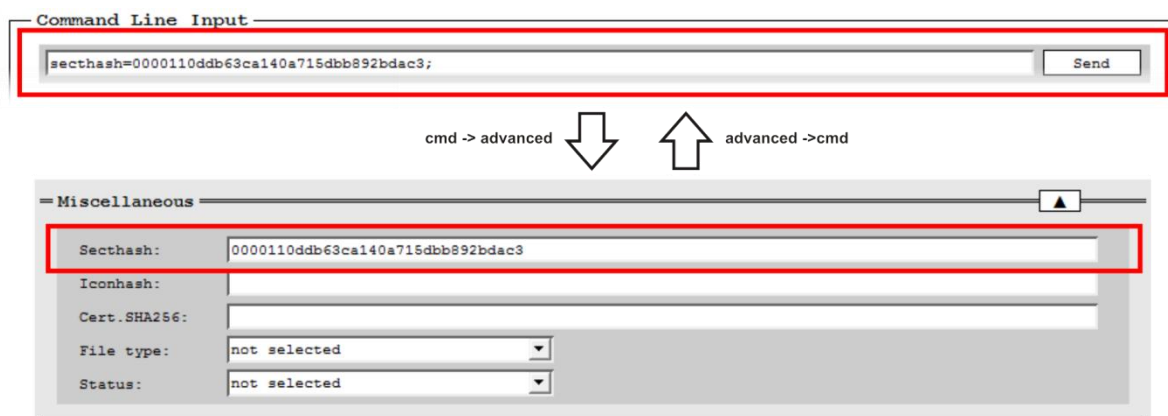 Command Line Input
secthash=0000110ddb63ca140a715dbb892bdac3; Send
cmd -> advanced advanced ->cmd
Miscellaneous ▲
Secthash: 0000110ddb63ca140a715dbb892bdac3
Iconhash:
Cert.SHA256:
File type: not selected
Status: not selected